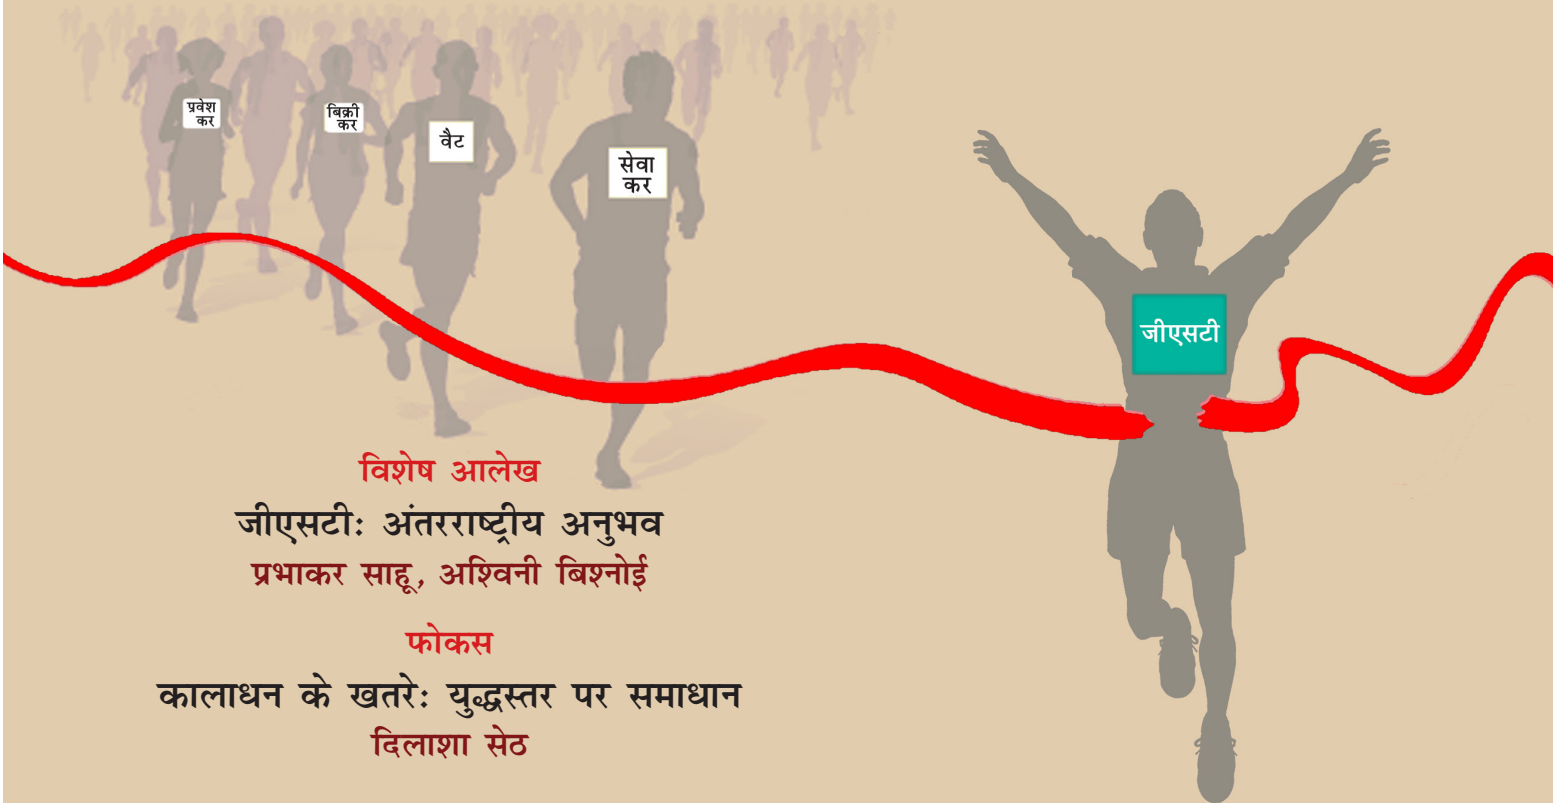 प्रवेश
कर
बिक्री
कर
वैट
सेवा
कर
जीएसटी
विशेष आलेख
जीएसटी: अंतरराष्ट्रीय अनुभव
प्रभाकर साहू, अश्विनी बिश्नोई
फोकस
कालाधन के खतरे: युद्धस्तर पर समाधान
दिलाशा सेठ